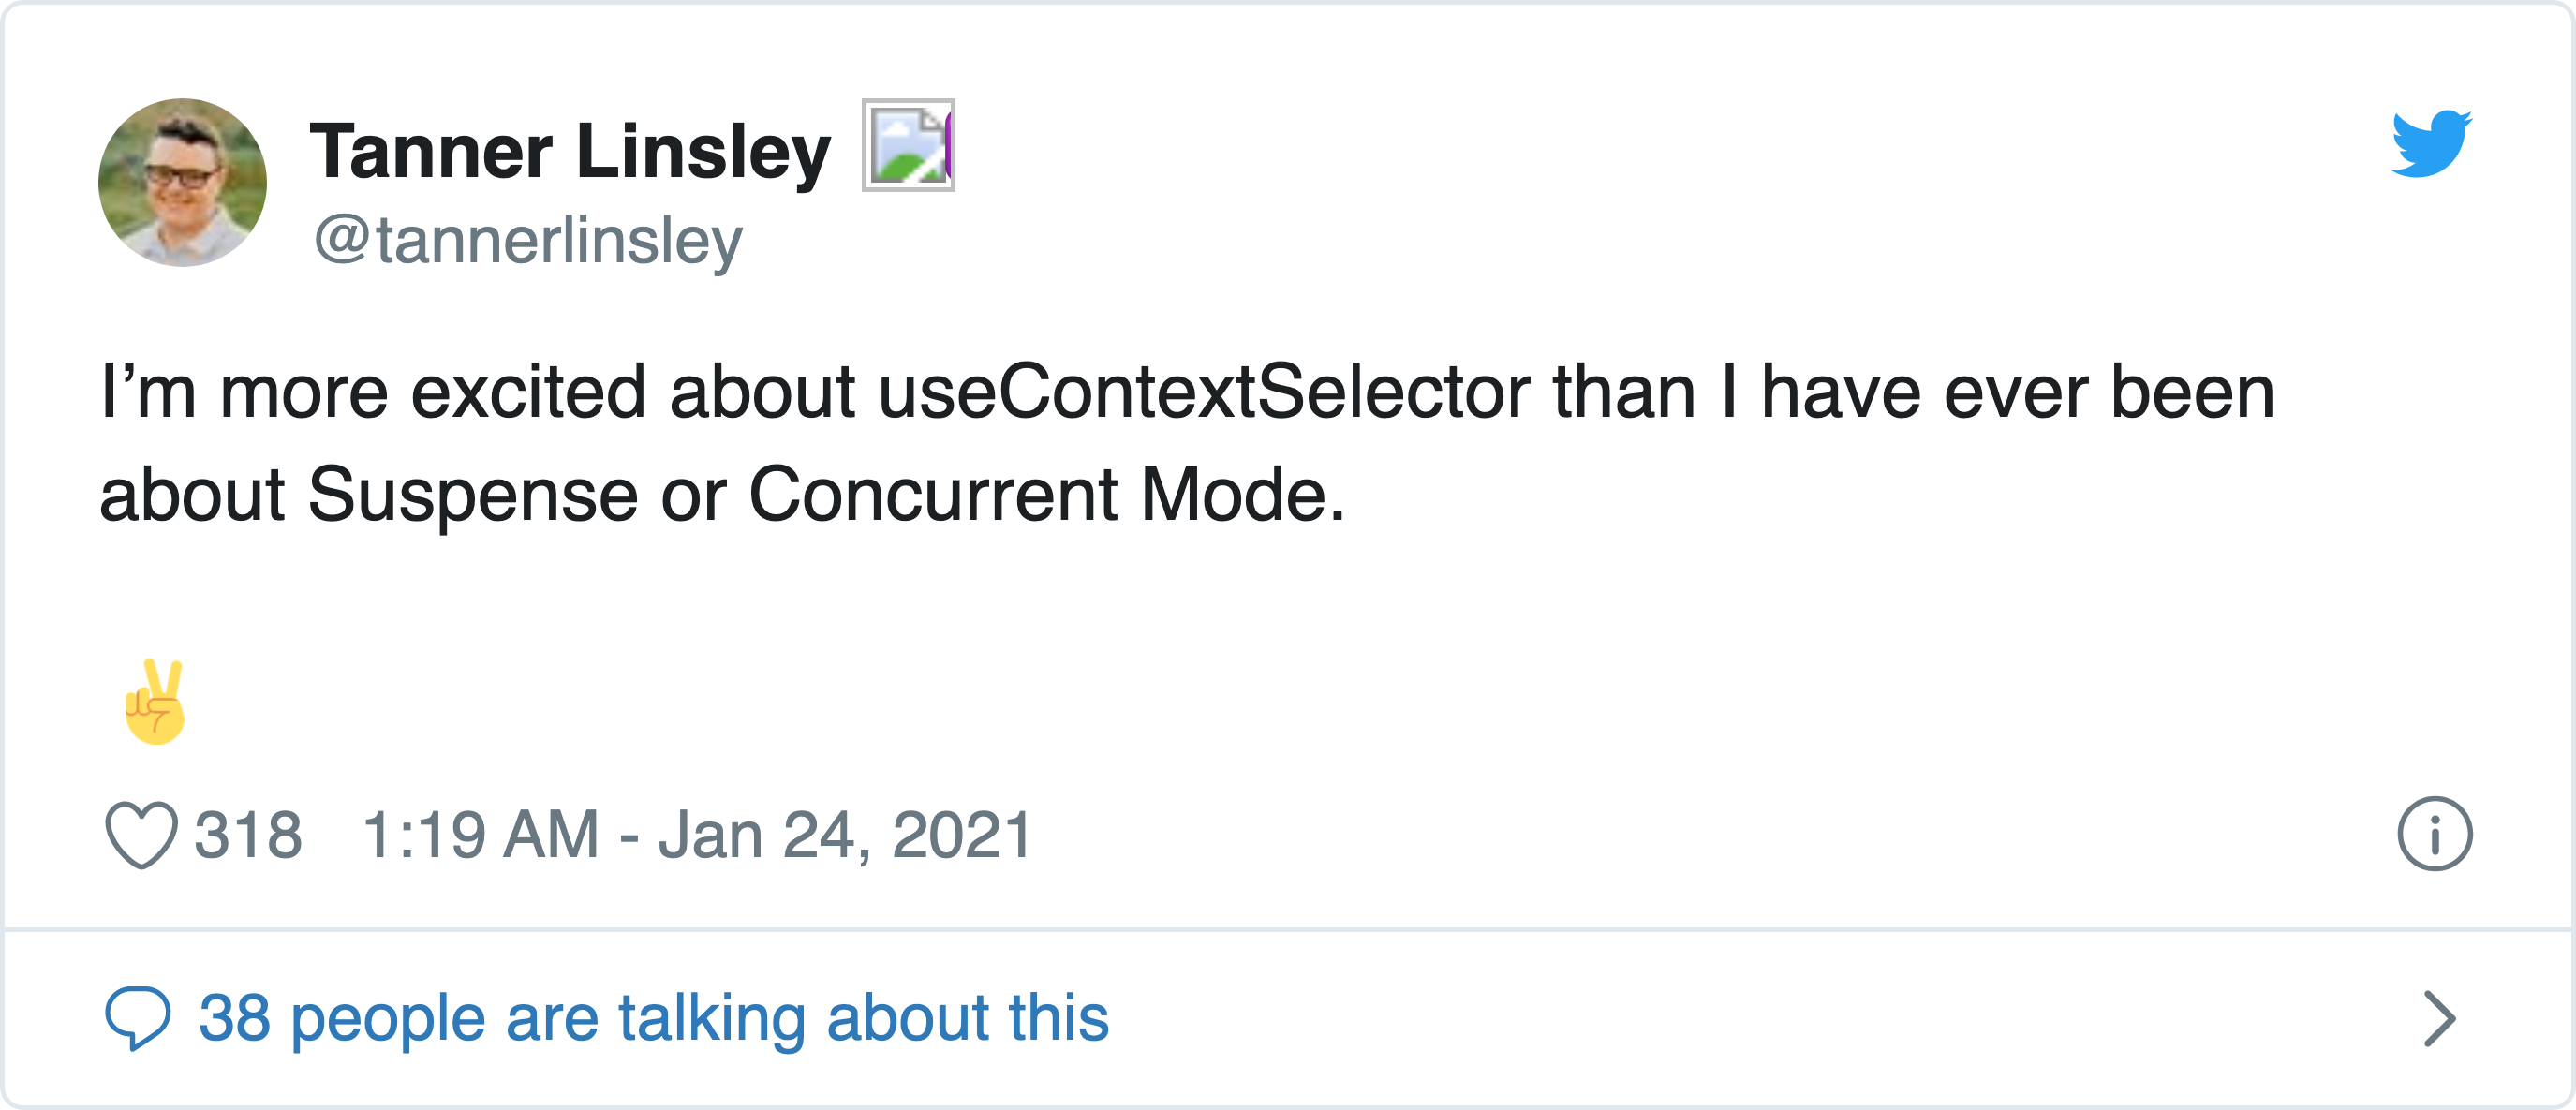 Tanner Linsley
@tannerlinsley
I’m more excited about useContextSelector than I have ever been
about Suspense or Concurrent Mode.
✌️
318 1:19 AM - Jan 24, 2021
38 people are talking about this